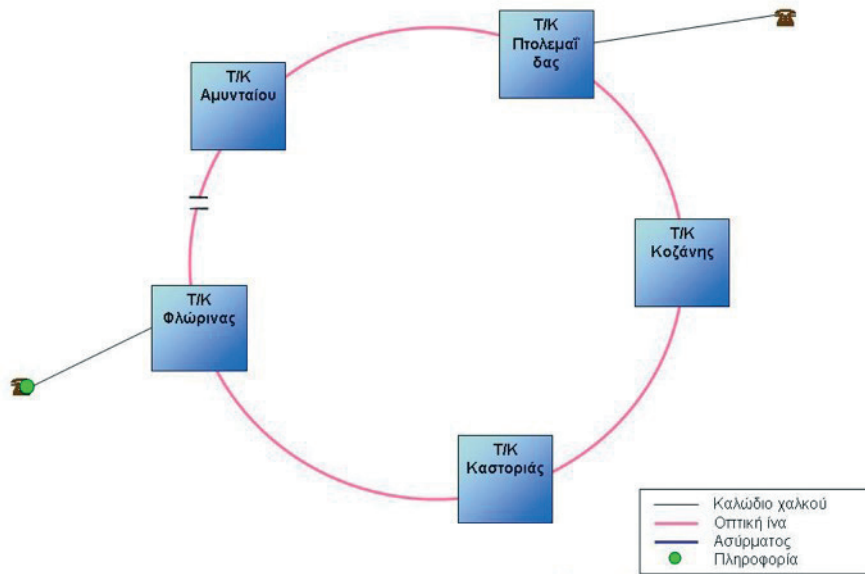 Τ/Κ
Πτολεμαΐ
δας
Τ/Κ
Αμυνταίου
Τ/Κ
Κοζάνης
Τ/Κ
Φλώρινας
Τ/Κ
Καστοριάς
Καλώδιο χαλκού
Οπτική ίνα
Ασύρματος
Πληροφορία